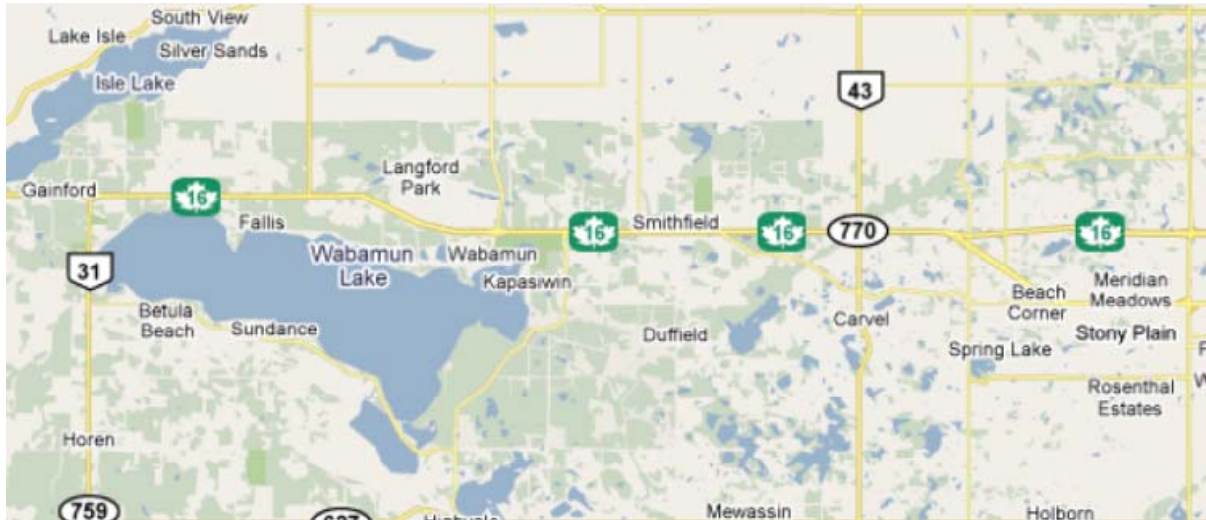 South View
Lake Isle
Silver Sands
Isle Lake
43
Langford
Park
Gainford
16
Fallis
16
Smithfield
16
770
16
Wabamun
Lake
Wabamun
Kapasiwin
31
Meridian
Meadows
Beach
Corner
Betula
Beach
Sundance
Duffield
Carvel
Stony Plain
Spring Lake
Rosenthal
Estates
Horen
759
627
Highvale
Mewassin
Holborn